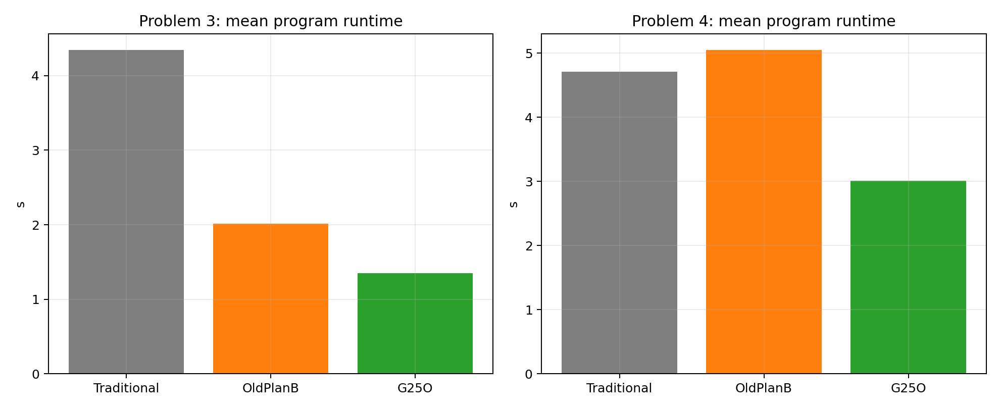 Problem 3: mean program runtime
s
4
3
2
1
0
Traditional OldPlanB G25O
Problem 4: mean program runtime
s
5
4
3
2
1
0
Traditional OldPlanB G25O